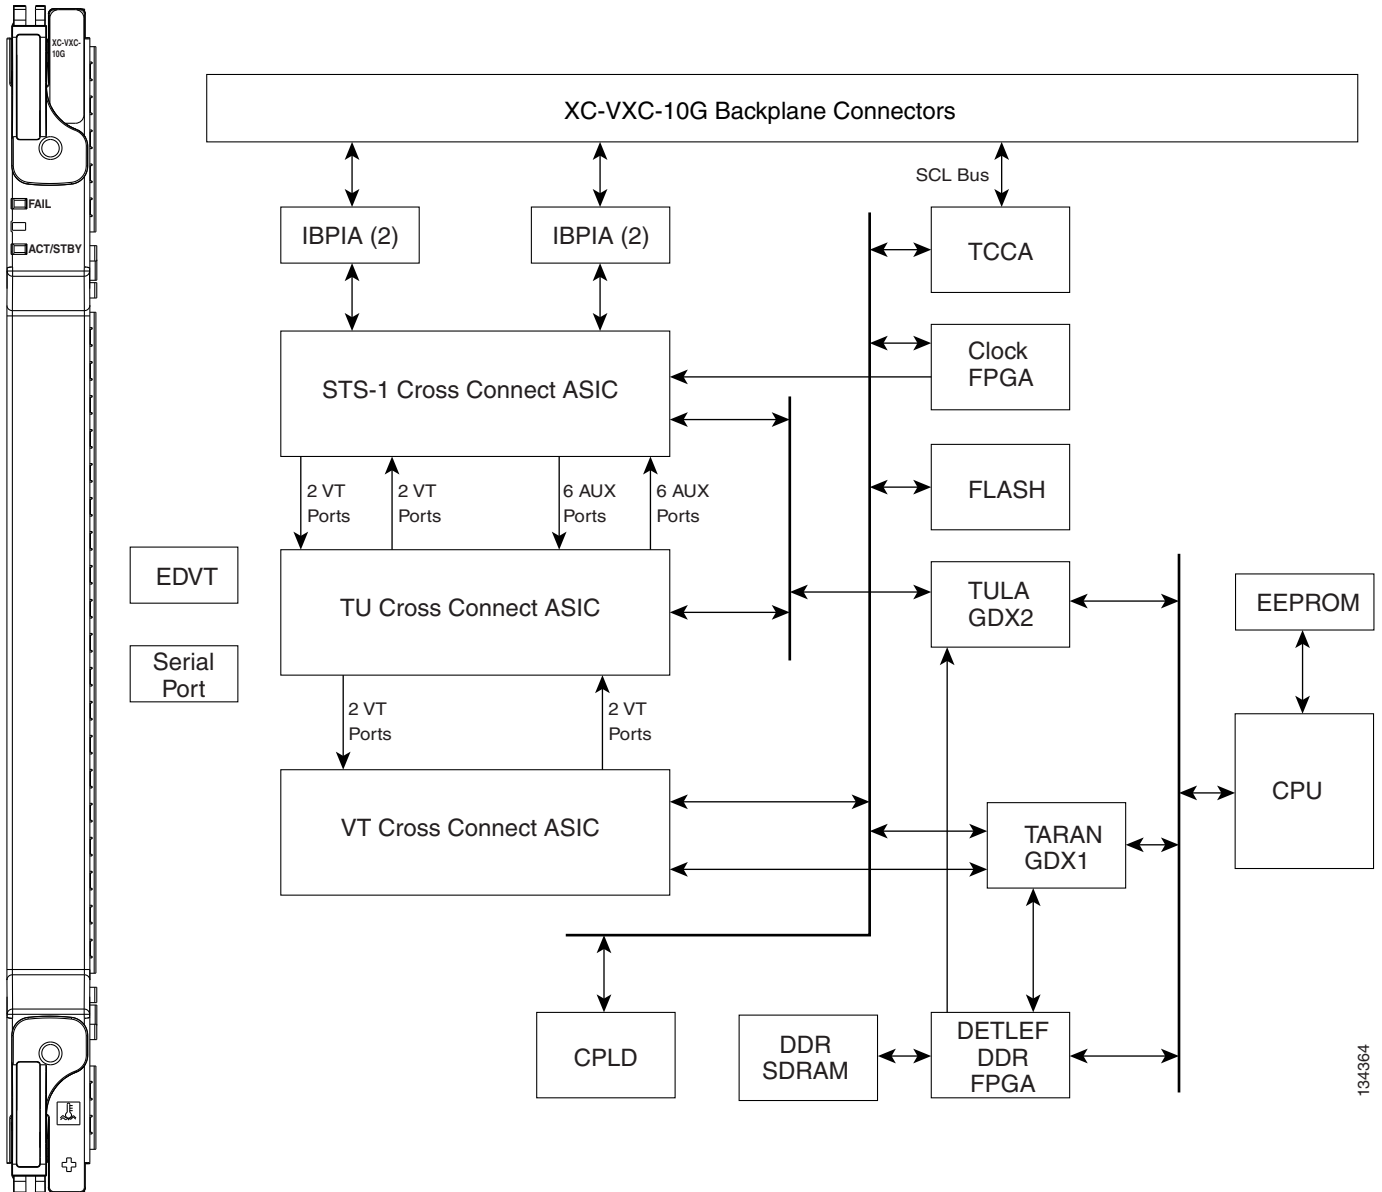 XC-VXC-
10G
FAIL
ACT/STBY
XC-VXC-10G Backplane Connectors
SCL Bus
IBPIA (2)
IBPIA (2)
TCCA
STS-1 Cross Connect ASIC
Clock
FPGA
2 VT
Ports
2 VT
Ports
6 AUX
Ports
6 AUX
Ports
FLASH
EDVT
TU Cross Connect ASIC
TULA
GDX2
EEPROM
Serial
Port
2 VT
Ports
2 VT
Ports
CPU
VT Cross Connect ASIC
TARAN
GDX1
CPLD
DDR
SDRAM
DETLEF
DDR
FPGA
134364